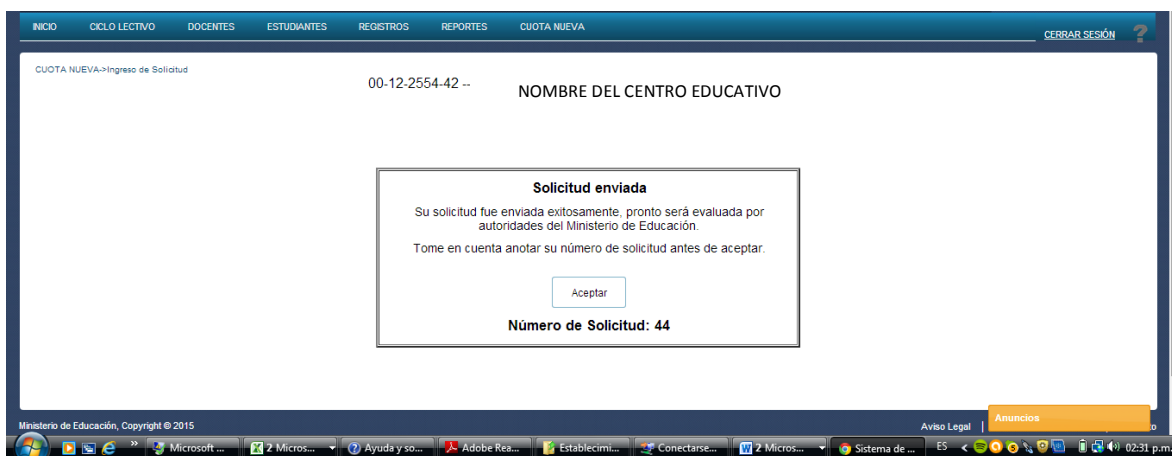 INICIO CICLO LECTIVO DOCENTES ESTUDIANTES REGISTROS REPORTES CUOTA NUEVA
CERRAR SESIÓN ?
CUOTA NUEVA->Ingreso de Solicitud
00-12-2554-42 -- NOMBRE DEL CENTRO EDUCATIVO
Solicitud enviada
Su solicitud fue enviada exitosamente, pronto será evaluada por
autoridades del Ministerio de Educación.
Tome en cuenta anotar su número de solicitud antes de aceptar.
Aceptar
Número de Solicitud: 44
Anuncios
Ministerio de Educación, Copyright © 2015 Aviso Legal |
Microsoft ... 2 Micros... Ayuda y so... Adobe Rea... Establecimi... Conectarse... 2 Micros... Sistema de ... ES 02:31 p.m.